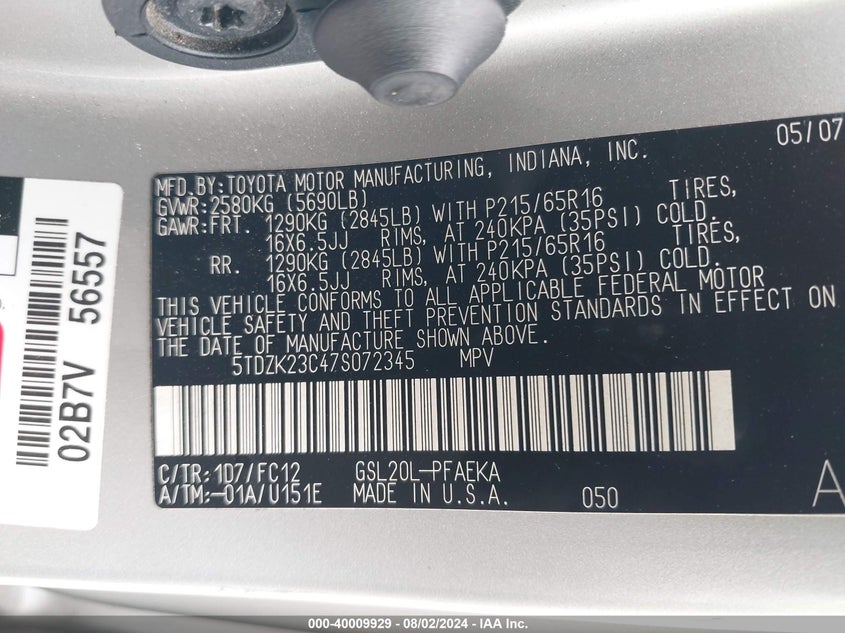 05/07
MFD.BY:TOYOTA MOTOR MANUFACTURING, INDIANA, INC.
GVWR:2580KG (5690LB)
GAWR:FRT. 1290KG (2845LB) WITH P215/65R16 TIRES,
16X6.5JJ RIMS, AT 240KPA (35PSI) COLD.
RR. 1290KG (2845LB) WITH P215/65R16 TIRES,
16X6.5JJ RIMS, AT 240KPA (35PSI) COLD.
THIS VEHICLE CONFORMS TO ALL APPLICABLE FEDERAL MOTOR
VEHICLE SAFETY AND THEFT PREVENTION STANDARDS IN EFFECT ON
THE DATE OF MANUFACTURE SHOWN ABOVE.
5TDZK23C47S072345 MPV
C/TR:1D7/FC12 GSL20L-PFAEKA
A/TM:-01A/U151E MADE IN U.S.A. 050 A
02B7V 56557
000-40009929 - 08/02/2024 - IAA Inc.